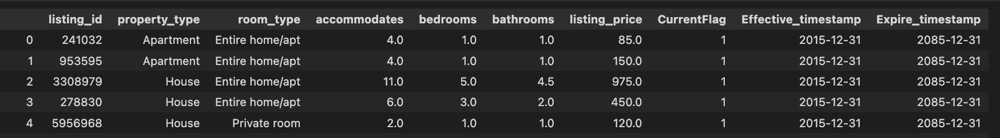 listing_id property_type room_type accommodates bedrooms bathrooms listing_price CurrentFlag Effective_timestamp Expire_timestamp
0 241032 Apartment Entire home/apt 4.0 1.0 1.0 85.0 1 2015-12-31 2085-12-31
1 953595 Apartment Entire home/apt 4.0 1.0 1.0 150.0 1 2015-12-31 2085-12-31
2 3308979 House Entire home/apt 11.0 5.0 4.5 975.0 1 2015-12-31 2085-12-31
3 278830 House Entire home/apt 6.0 3.0 2.0 450.0 1 2015-12-31 2085-12-31
4 5956968 House Private room 2.0 1.0 1.0 120.0 1 2015-12-31 2085-12-31